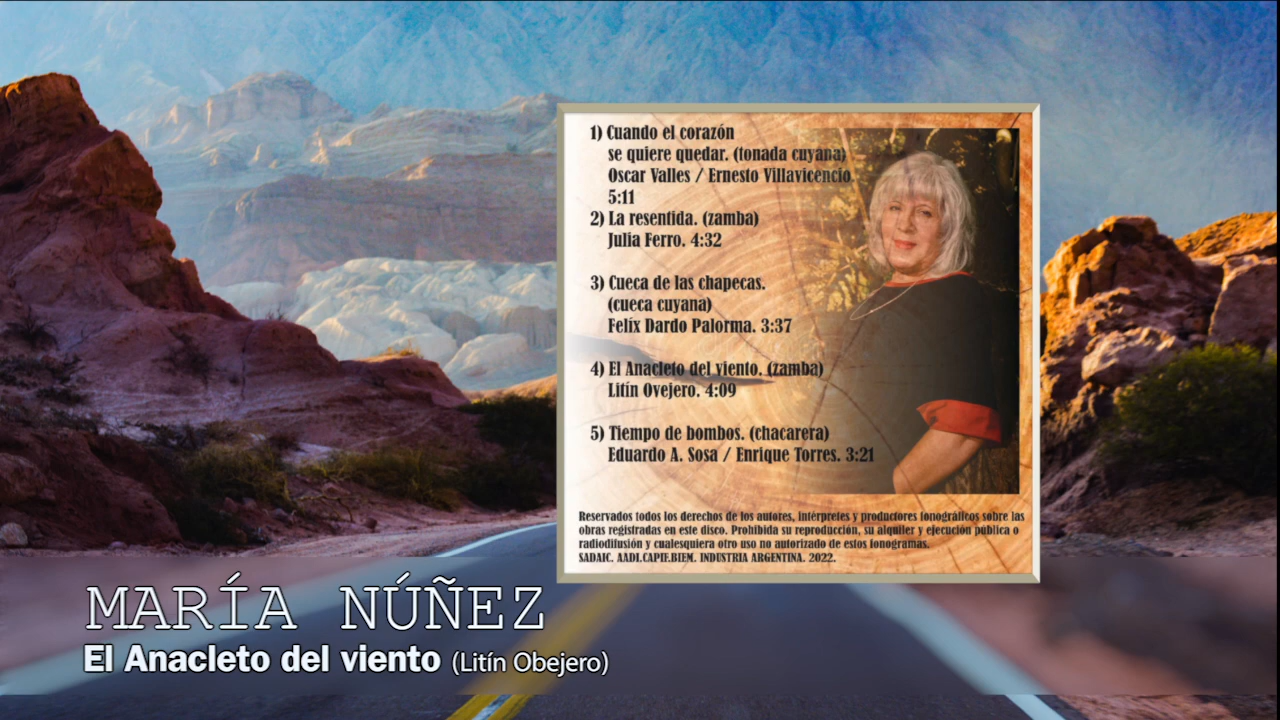 1) Cuando el corazón
se quiere quedar. (tonada cuyana)
Oscar Valles / Ernesto Villavicencio.
5:11
2) La resentida. (zamba)
Julia Ferro. 4:32
3) Cueca de las chapecas.
(cueca cuyana)
Felíx Dardo Palorma. 3:37
4) El Anacleto del viento. (zamba)
Litín Ovejero. 4:09
5) Tiempo de bombos. (chacarera)
Eduardo A. Sosa / Enrique Torres. 3:21
Reservados todos los derechos de los autores, intérpretes y productores fonográficos sobre las
obras registradas en este disco. Prohibida su reproducción, su alquiler y ejecución pública o
radiodifusión y cualesquiera otro uso no autorizado de estos fonogramas.
SADAIC. AADI.CAPIF.BIEM. INDUSTRIA ARGENTINA. 2022.
MARÍA NÚÑEZ
El Anacleto del viento (Litín Obejero)